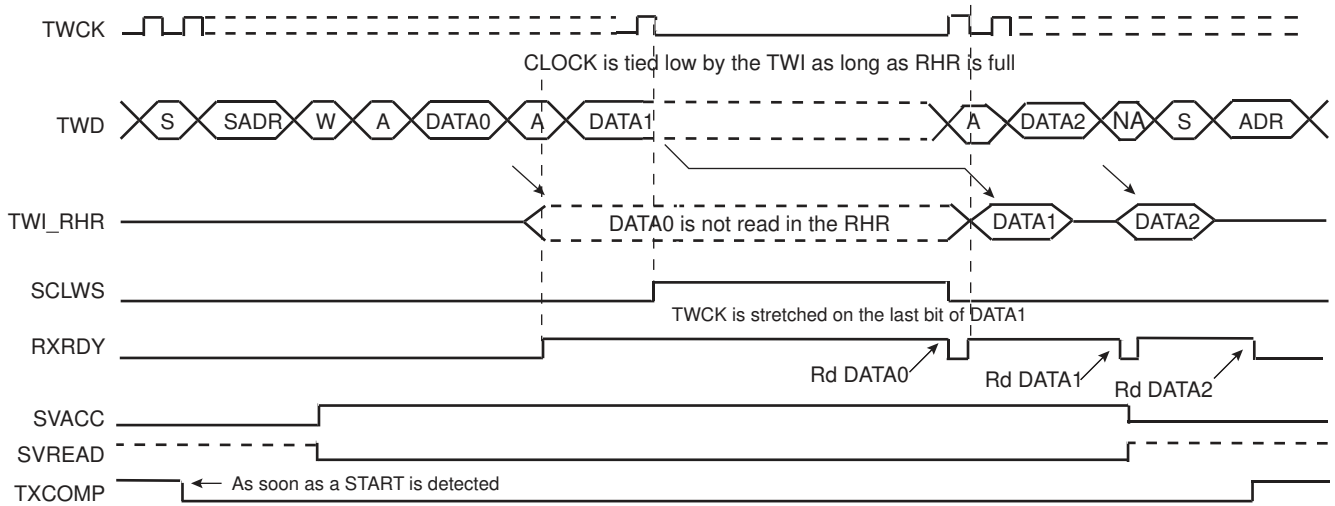 TWCK
CLOCK is tied low by the TWI as long as RHR is full
TWD S SADR W A DATA0 A DATA1 A DATA2 NA S ADR
TWI_RHR DATA0 is not read in the RHR DATA1 DATA2
SCLWS
TWCK is stretched on the last bit of DATA1
RXRDY
Rd DATA0 Rd DATA1 Rd DATA2
SVACC
SVREAD
TXCOMP As soon as a START is detected